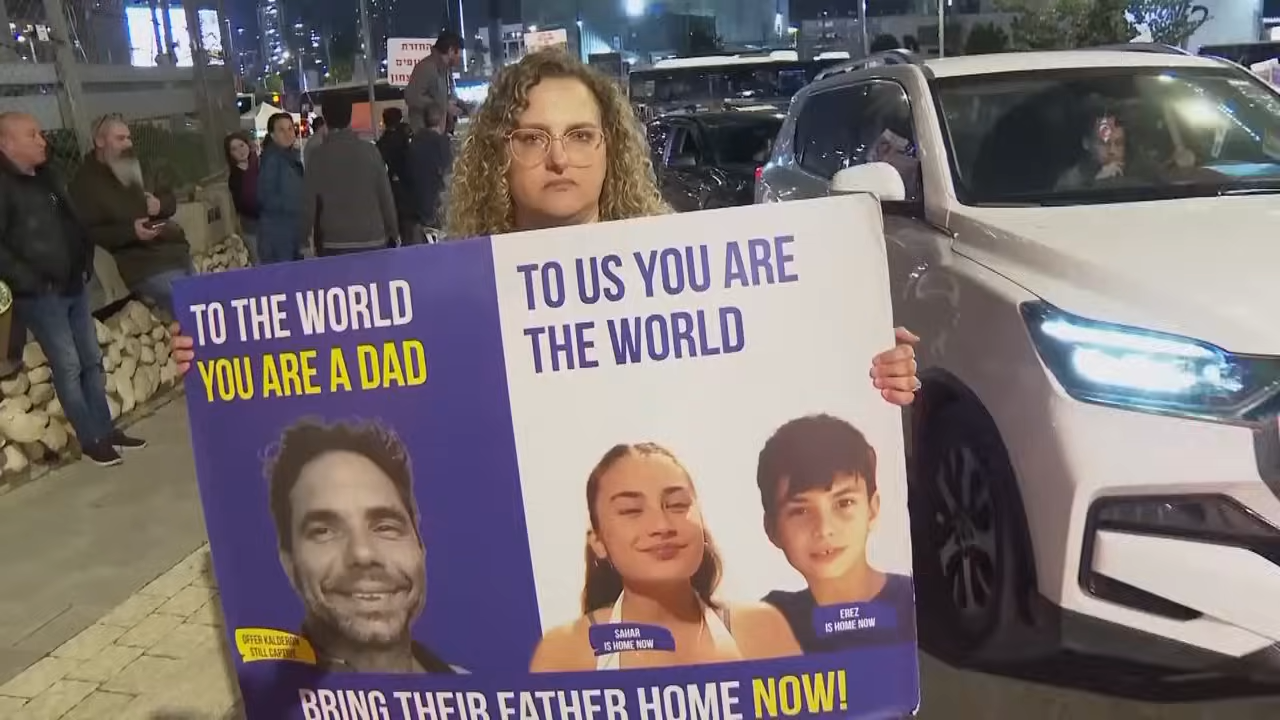 החזרת
TO THE WORLD
YOU ARE A DAD
TO US YOU ARE
THE WORLD
OFFER KALDERON
STILL CAPTIVE
SAHAR
IS HOME NOW
EREZ
IS HOME NOW
BRING THEIR FATHER HOME NOW!